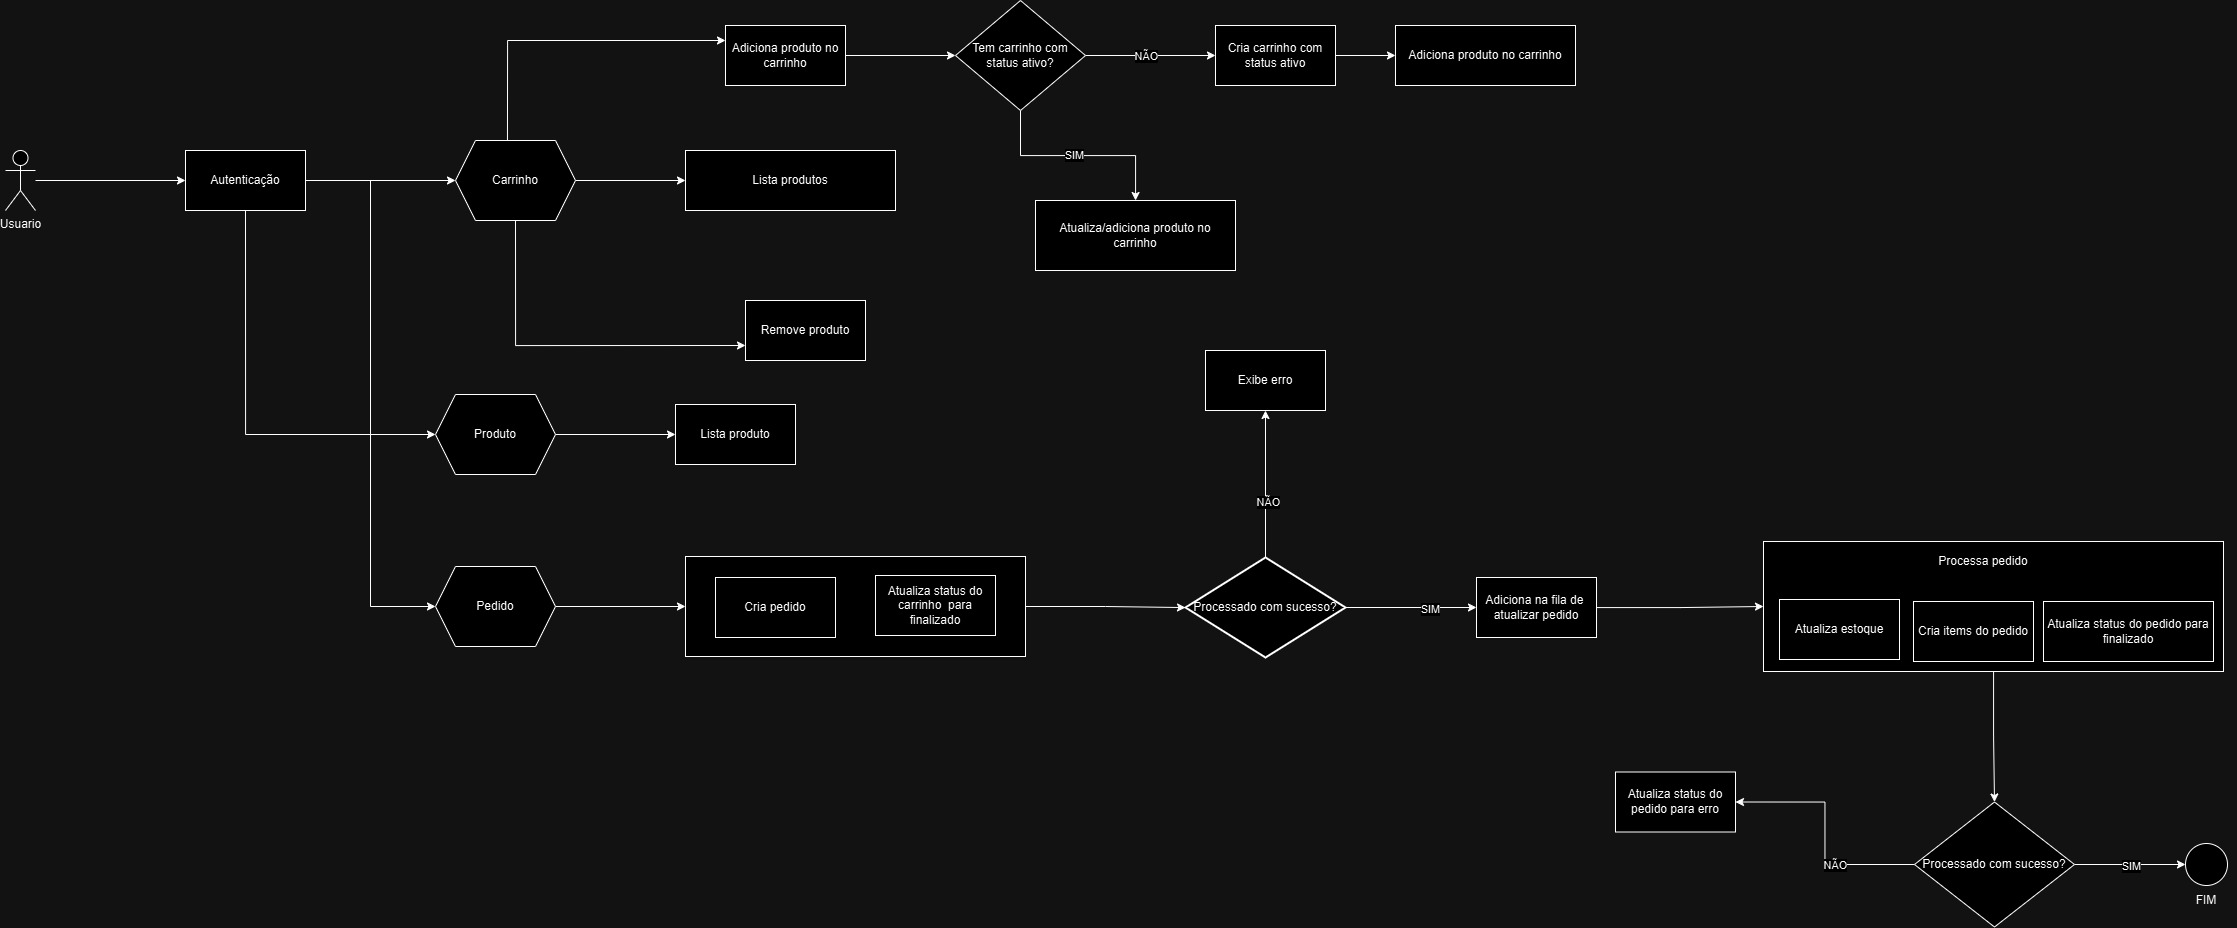 Adiciona produto no
carrinho
Tem carrinho com
status ativo?
NÃO
Cria carrinho com
status ativo
Adiciona produto no carrinho
SIM
Usuario
Autenticação
Carrinho
Lista produtos
Atualiza/adiciona produto no
carrinho
Remove produto
Exibe erro
Produto
Lista produto
NÃO
Pedido
Cria pedido
Atualiza status do
carrinho para
finalizado
Processado com sucesso?
SIM
Adiciona na fila de
atualizar pedido
Processa pedido
Atualiza estoque
Cria items do pedido
Atualiza status do pedido para
finalizado
Atualiza status do
pedido para erro
NÃO
Processado com sucesso?
SIM
FIM